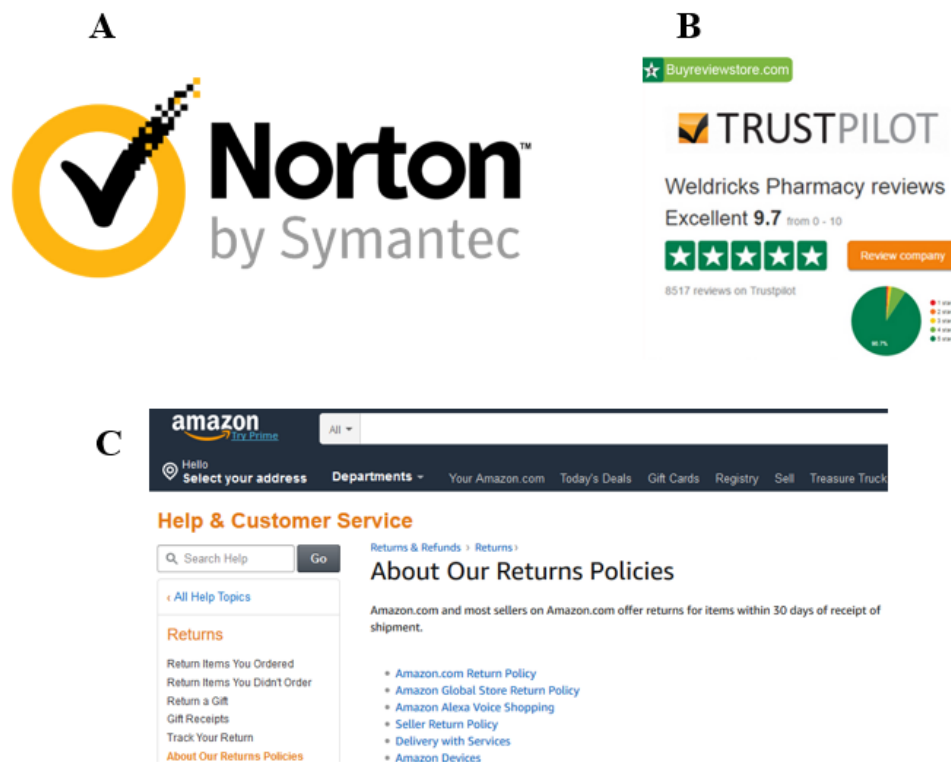 A
B
Norton™
by Symantec
Buyreviewstore.com
TRUSTPILOT
Weldricks Pharmacy reviews
Excellent 9.7 from 0 - 10
Review company
8517 reviews on Trustpilot
C
amazon
Try Prime
All
Hello
Select your address
Departments
Your Amazon.com Today's Deals Gift Cards Registry Sell Treasure Truck
Help & Customer Service
Search Help
Go
‹ All Help Topics
Returns
Return Items You Ordered
Return Items You Didn't Order
Return a Gift
Gift Receipts
Track Your Return
About Our Returns Policies
Returns & Refunds › Returns ›
About Our Returns Policies
Amazon.com and most sellers on Amazon.com offer returns for items within 30 days of receipt of
shipment.
Amazon.com Return Policy
Amazon Global Store Return Policy
Amazon Alexa Voice Shopping
Seller Return Policy
Delivery with Services
Amazon Devices